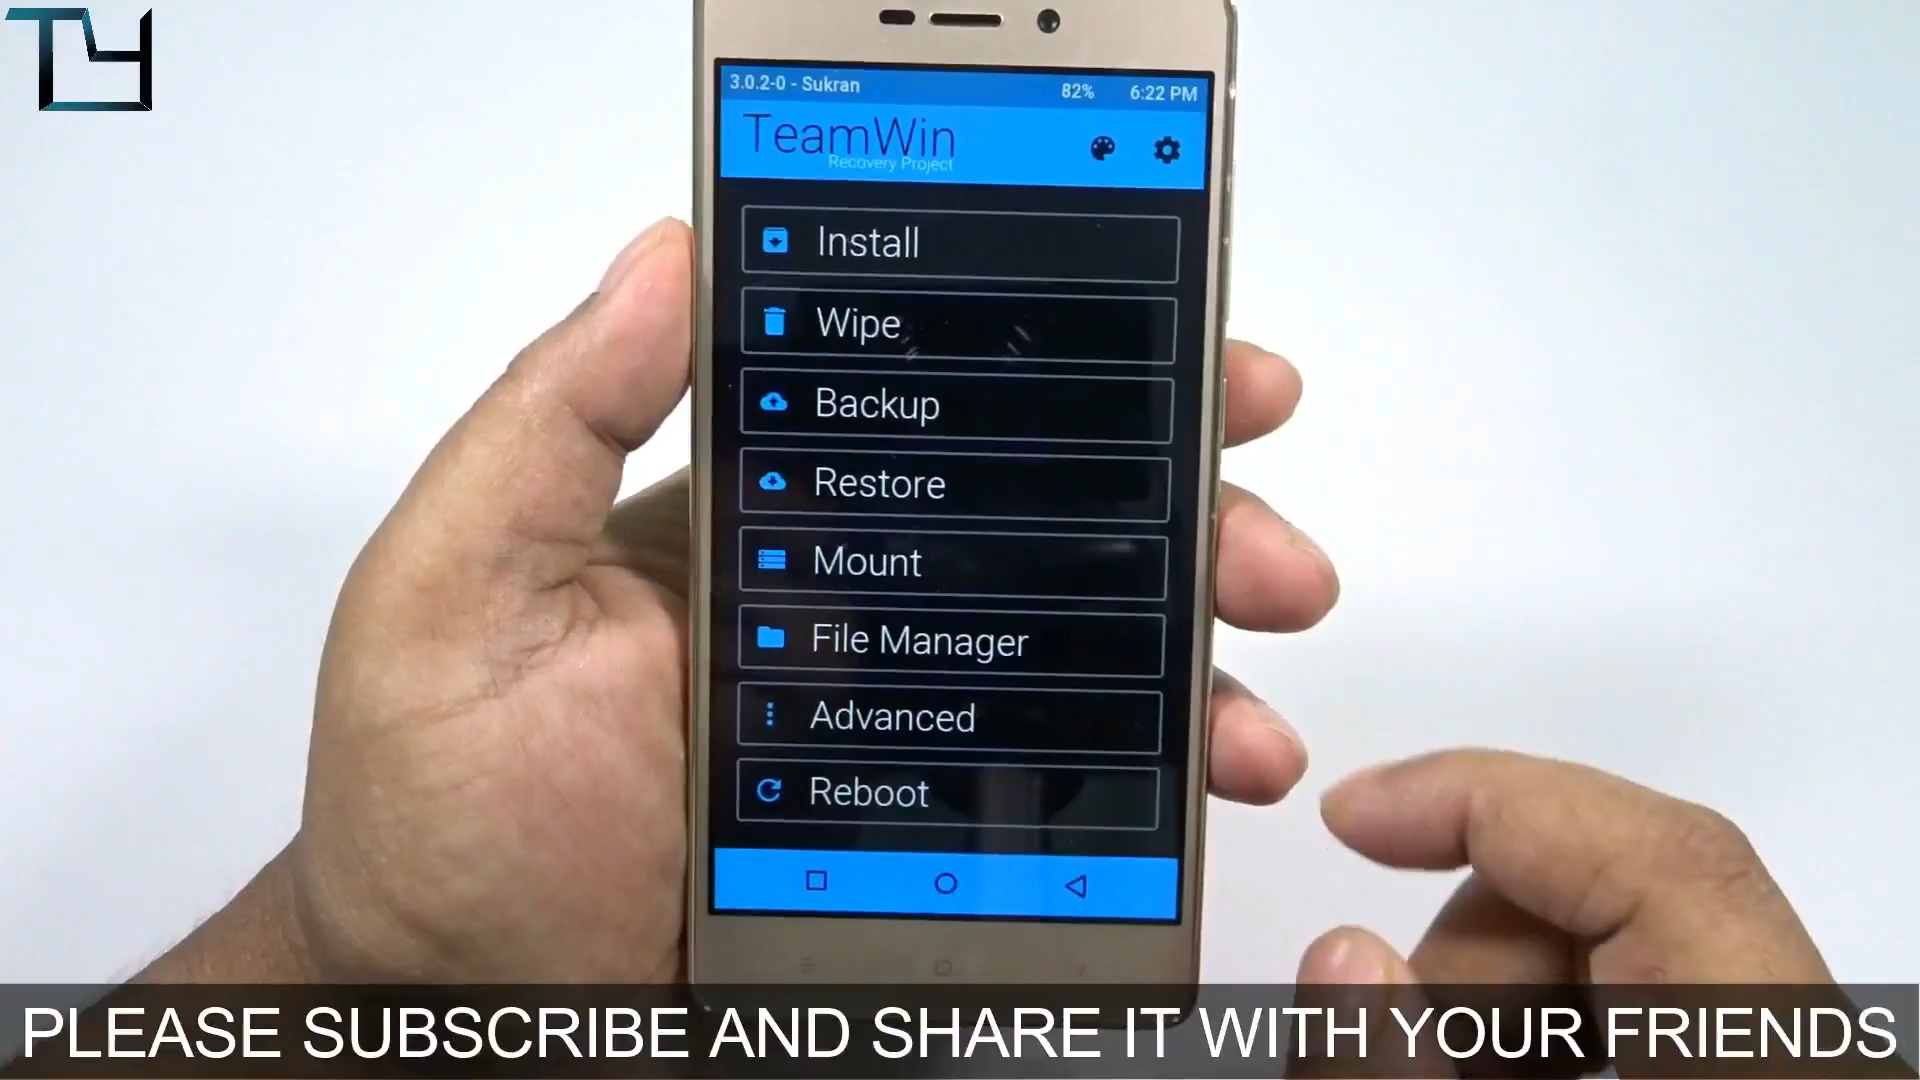 TY
3.0.2-0 - Sukran 82% 6:22 PM
TeamWin
Recovery Project
Install
Wipe
Backup
Restore
Mount
File Manager
Advanced
Reboot
PLEASE SUBSCRIBE AND SHARE IT WITH YOUR FRIENDS